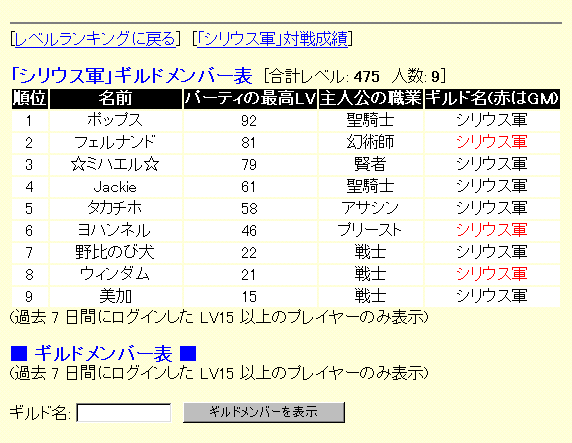 [レベルランキングに戻る] [「シリウス軍」対戦成績]
「シリウス軍」ギルドメンバー表 [合計レベル: 475 人数: 9]
順位 名前 パーティの最高LV 主人公の職業 ギルド名(赤はGM)
1 ポップス 92 聖騎士 シリウス軍
2 フェルナンド 81 幻術師 シリウス軍
3 ☆ミハエル☆ 79 賢者 シリウス軍
4 Jackie 61 聖騎士 シリウス軍
5 タカチホ 58 アサシン シリウス軍
6 ヨハンネル 46 プリースト シリウス軍
7 野比のび犬 22 戦士 シリウス軍
8 ウィンダム 21 戦士 シリウス軍
9 美加 15 戦士 シリウス軍
(過去 7 日間にログインした LV15 以上のプレイヤーのみ表示)
■ ギルドメンバー表 ■
(過去 7 日間にログインした LV15 以上のプレイヤーのみ表示)
ギルド名: ギルドメンバーを表示